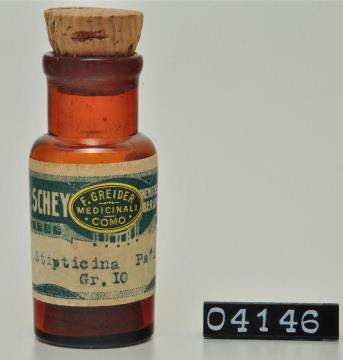 SCHEY
F. GREIDER
MEDICINALI
COMO
Stipticina
Gr. 10
04146